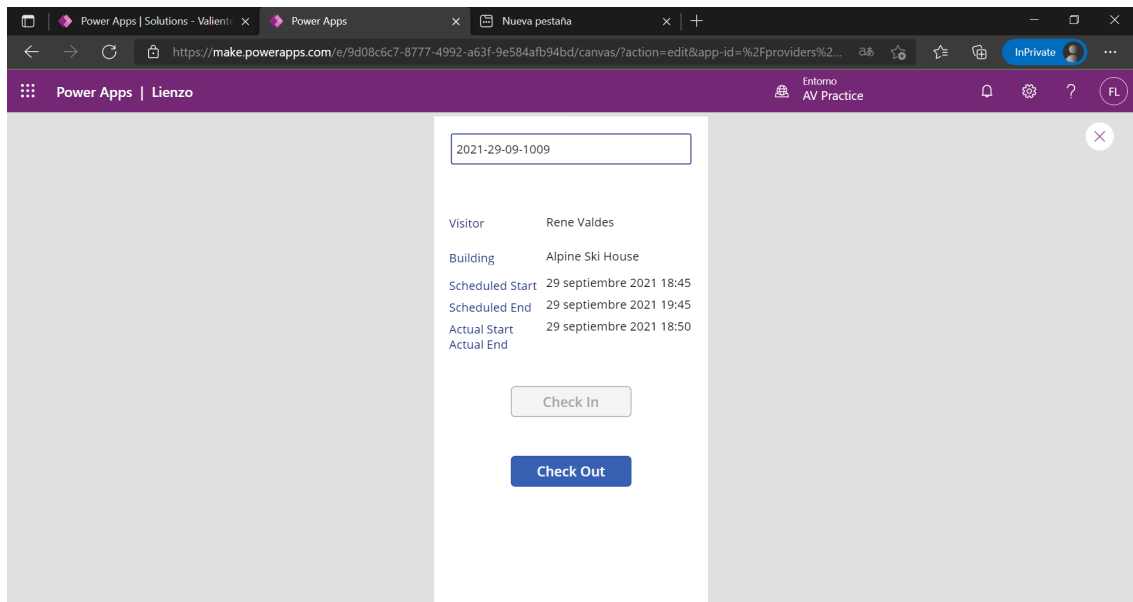 Power Apps | Solutions - Valiente
Power Apps
Nueva pestaña
https://make.powerapps.com/e/9d08c6c7-8777-4992-a63f-9e584afb94bd/canvas/?action=edit&app-id=%2Fproviders%2...
aあ
InPrivate
Power Apps | Lienzo
Entorno
AV Practice
?
FL
2021-29-09-1009
Visitor Rene Valdes
Building Alpine Ski House
Scheduled Start 29 septiembre 2021 18:45
Scheduled End 29 septiembre 2021 19:45
Actual Start 29 septiembre 2021 18:50
Actual End
Check In
Check Out